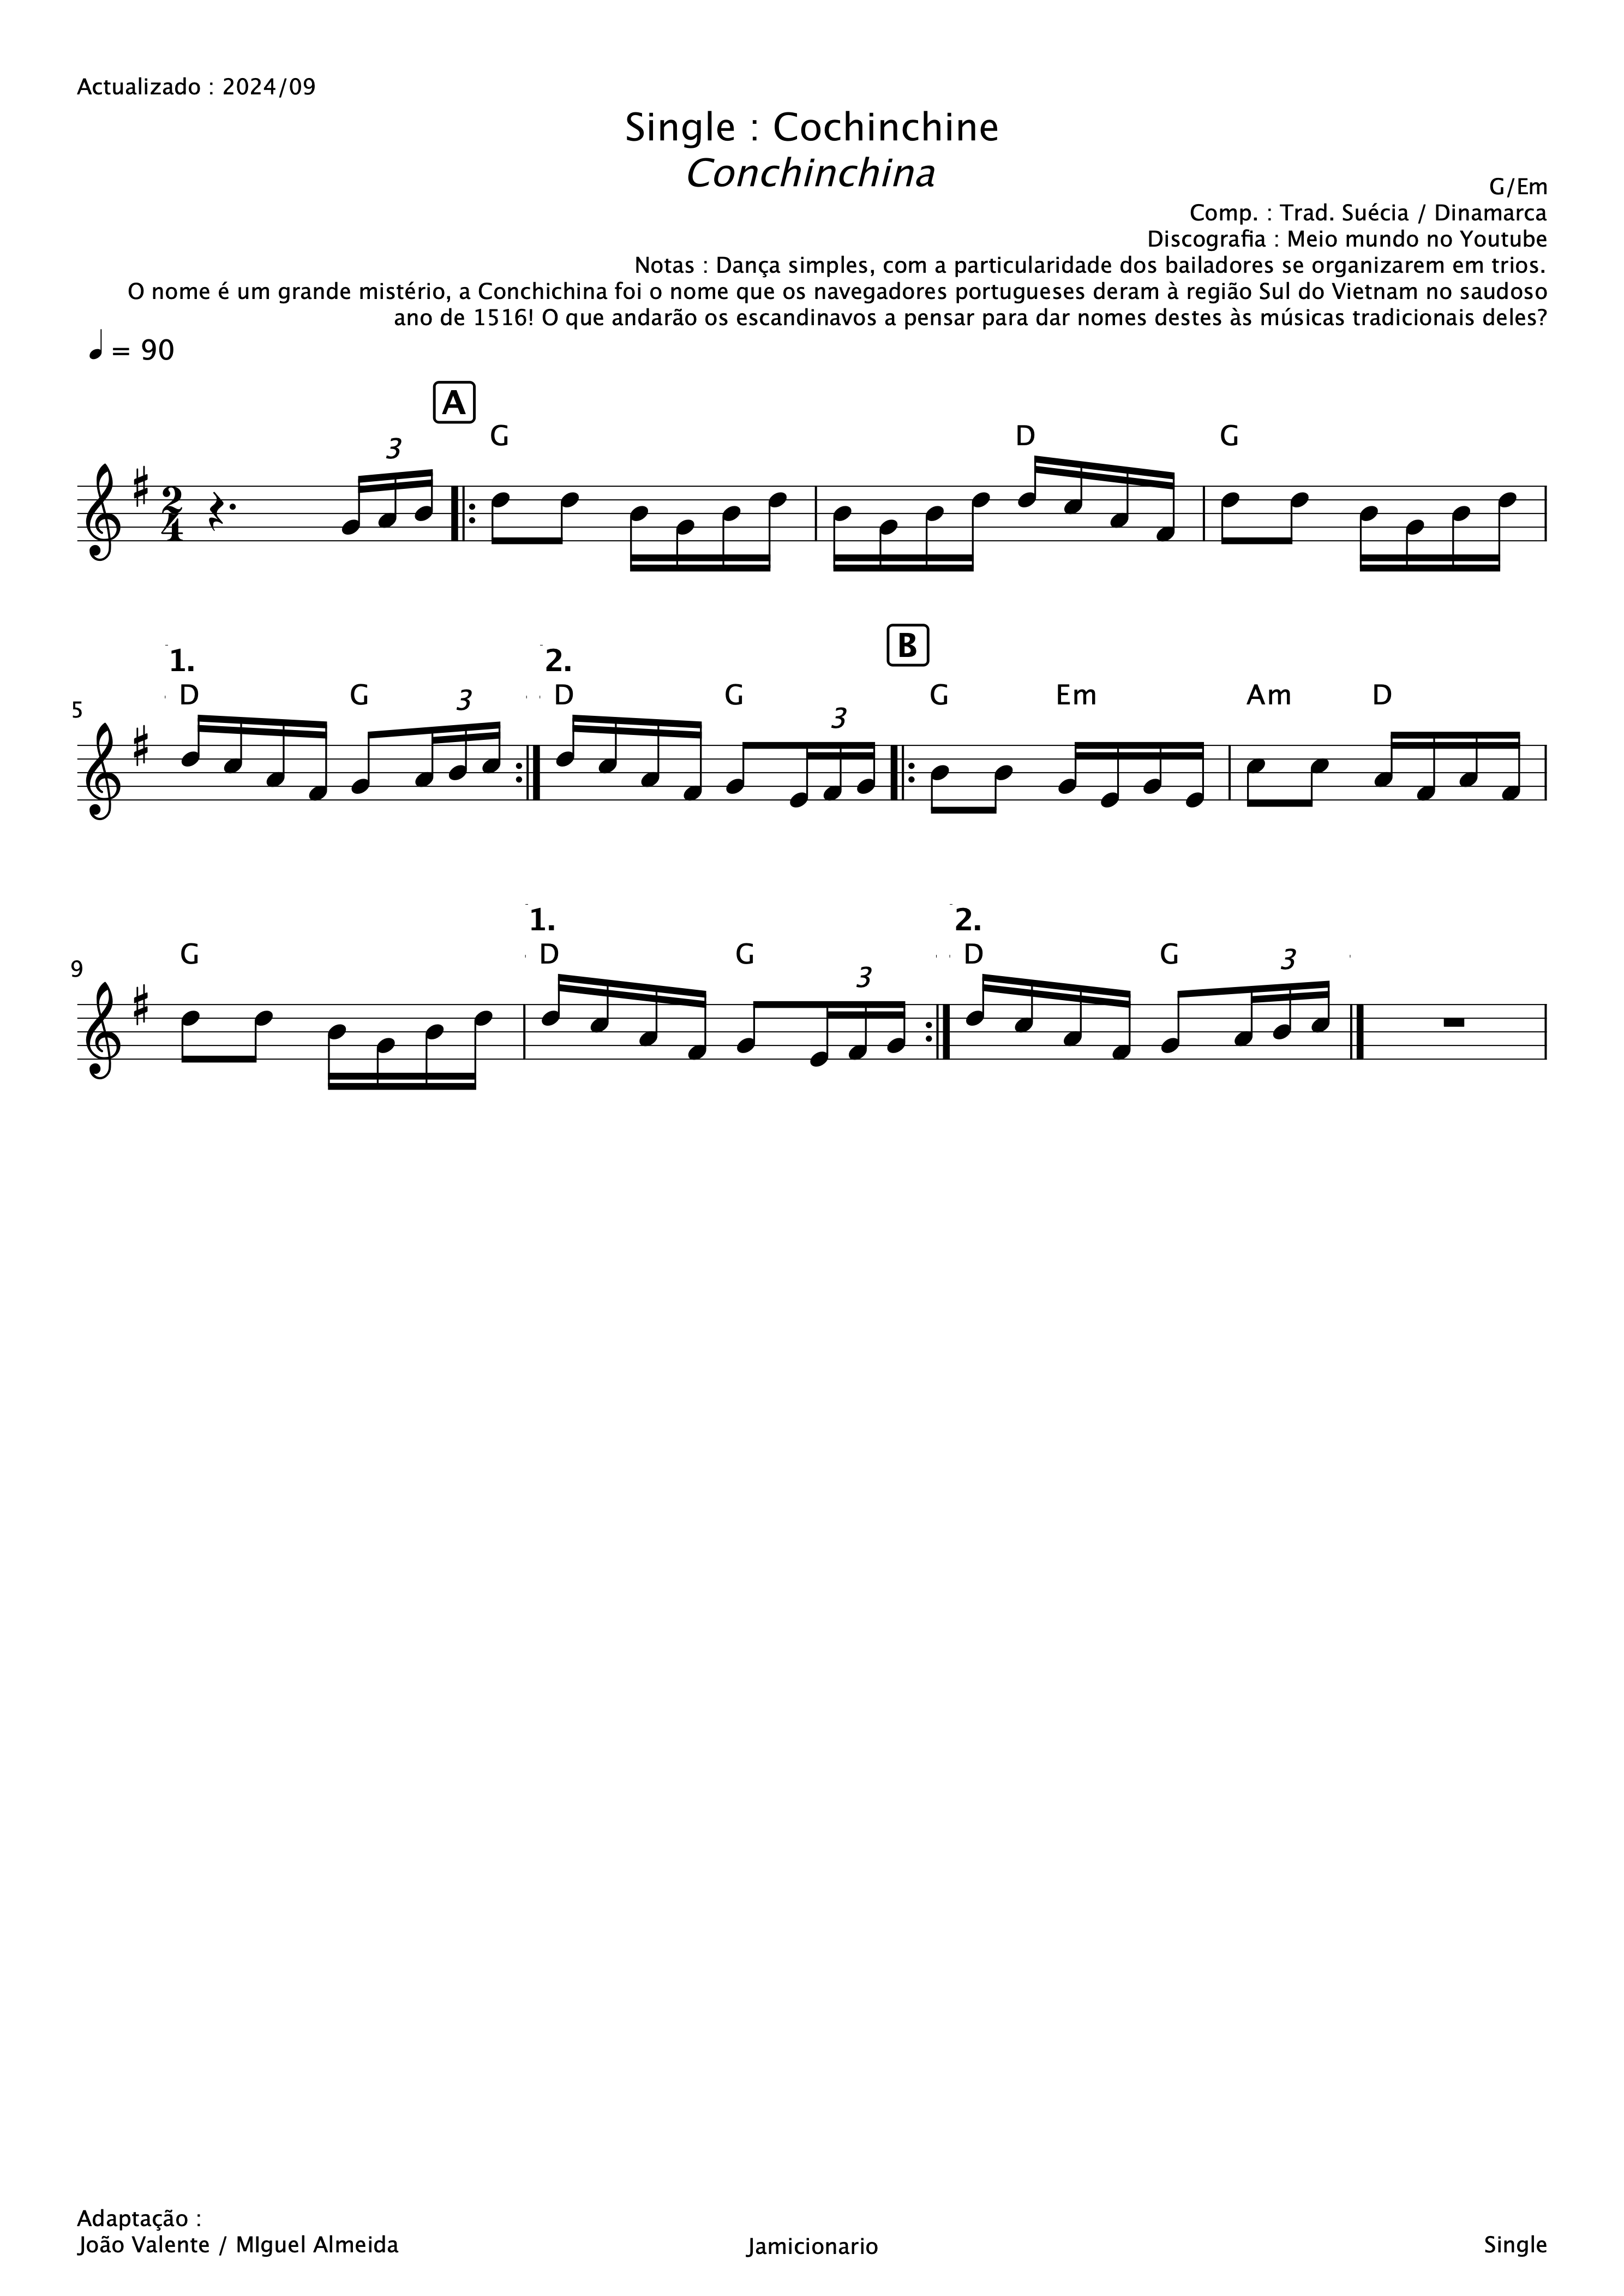 Actualizado : 2024/09
Single : Cochinchine
Conchinchina
G/Em
Comp. : Trad. Suécia / Dinamarca
Discografia : Meio mundo no Youtube
Notas : Dança simples, com a particularidade dos bailadores se organizarem em trios.
O nome é um grande mistério, a Conchichina foi o nome que os navegadores portugueses deram à região Sul do Vietnam no saudoso
ano de 1516! O que andarão os escandinavos a pensar para dar nomes destes às músicas tradicionais deles?
= 90
A
3 G D G
2
4
1. 2. B
5 D G 3 D G 3 G Em Am D
1. 2.
9 G D G 3 D G 3
Adaptação :
João Valente / MIguel Almeida
Jamicionario
Single